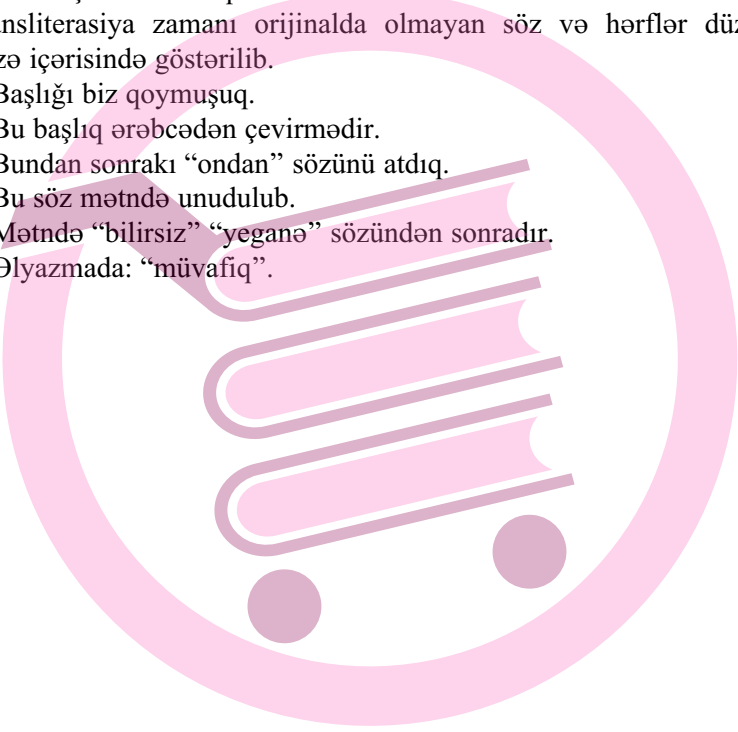 ansliterasiya zamanı orijinalda olmayan söz və hərflər düz
zə içərisində göstərilib.
Başlığı biz qoymuşuq.
Bu başlıq ərəbcədən çevirmədir.
Bundan sonrakı “ondan” sözünü atdıq.
Bu söz mətndə unudulub.
Mətndə “bilirsiz” “yeganə” sözündən sonradır.
Əlyazmada: “müvafiq”.